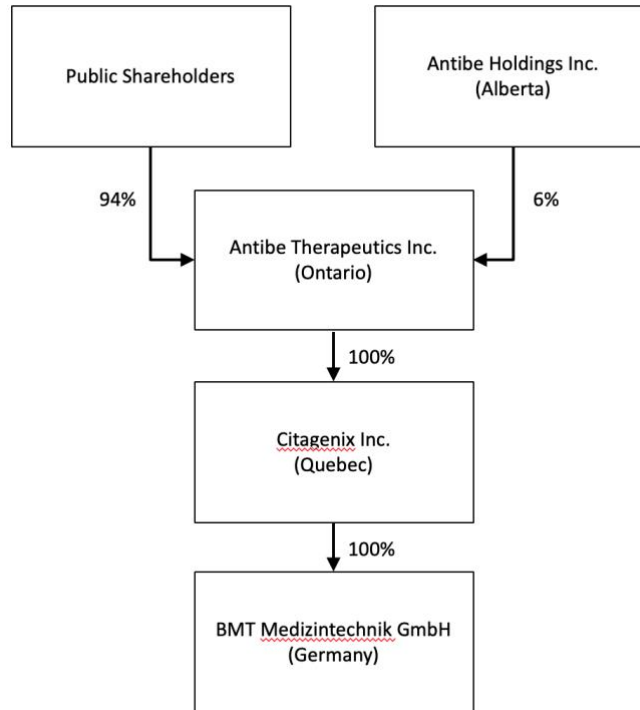 Public Shareholders
Antibe Holdings Inc.
(Alberta)
94%
6%
Antibe Therapeutics Inc.
(Ontario)
100%
Citagenix Inc.
(Quebec)
100%
BMT Medizintechnik GmbH
(Germany)